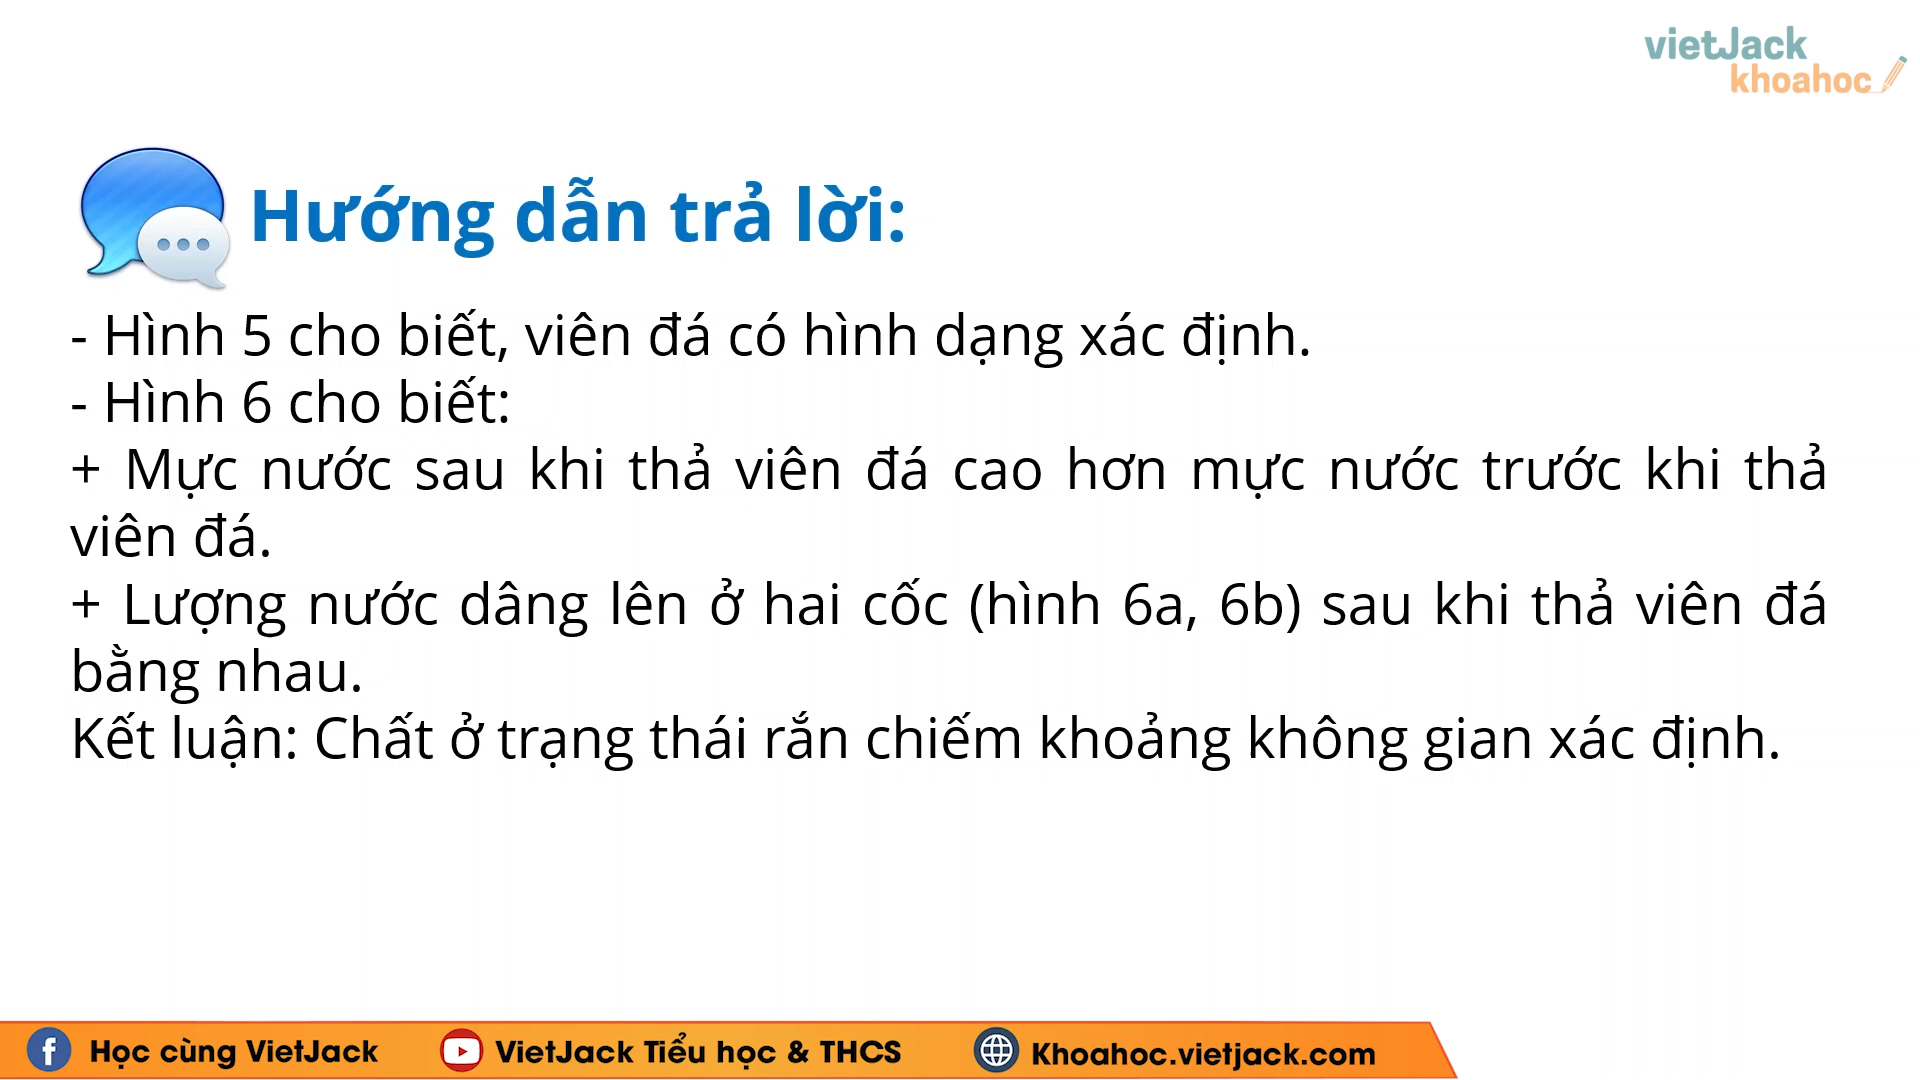 vietJack
khoahoc
Hướng dẫn trả lời:
- Hình 5 cho biết, viên đá có hình dạng xác định.
- Hình 6 cho biết:
+ Mực nước sau khi thả viên đá cao hơn mực nước trước khi thả
viên đá.
+ Lượng nước dâng lên ở hai cốc (hình 6a, 6b) sau khi thả viên đá
bằng nhau.
Kết luận: Chất ở trạng thái rắn chiếm khoảng không gian xác định.
Học cùng VietJack
VietJack Tiểu học & THCS
Khoahoc.vietjack.com